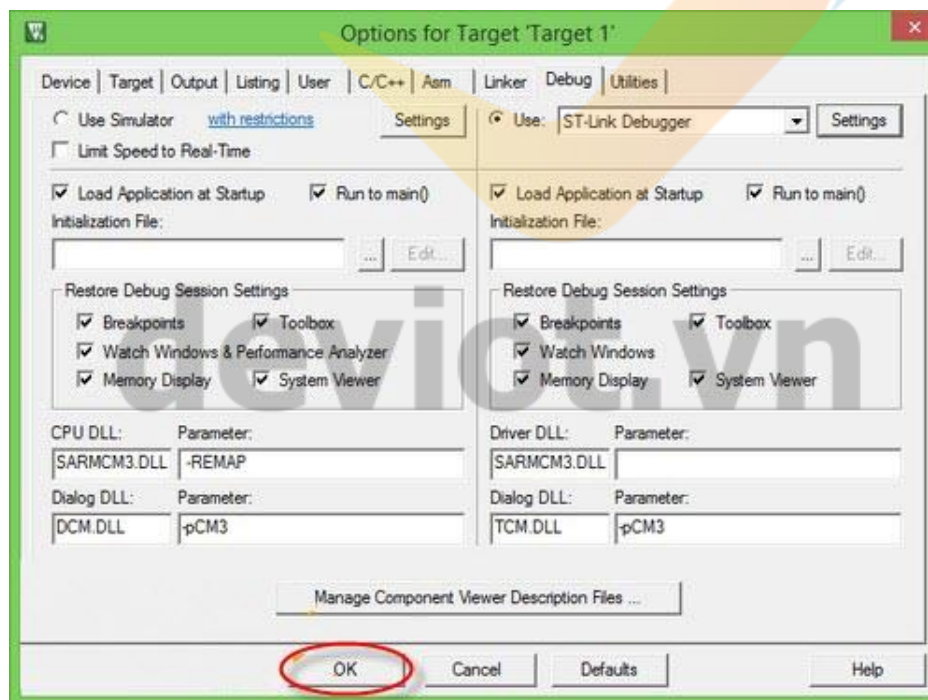 Options for Target 'Target 1'
Device Target Output Listing User C/C++ Asm Linker Debug Utilities
Use Simulator with restrictions Settings
Limit Speed to Real-Time
Load Application at Startup Run to main()
Initialization File:
... Edit...
Restore Debug Session Settings
Breakpoints Toolbox
Watch Windows & Performance Analyzer
Memory Display System Viewer
CPU DLL: Parameter:
SARMCM3.DLL -REMAP
Dialog DLL: Parameter:
DCM.DLL -pCM3
Use: ST-Link Debugger Settings
Load Application at Startup Run to main()
Initialization File:
... Edit...
Restore Debug Session Settings
Breakpoints Toolbox
Watch Windows
Memory Display System Viewer
Driver DLL: Parameter:
SARMCM3.DLL
Dialog DLL: Parameter:
TCM.DLL -pCM3
Manage Component Viewer Description Files ...
OK Cancel Defaults Help
deviot.vn